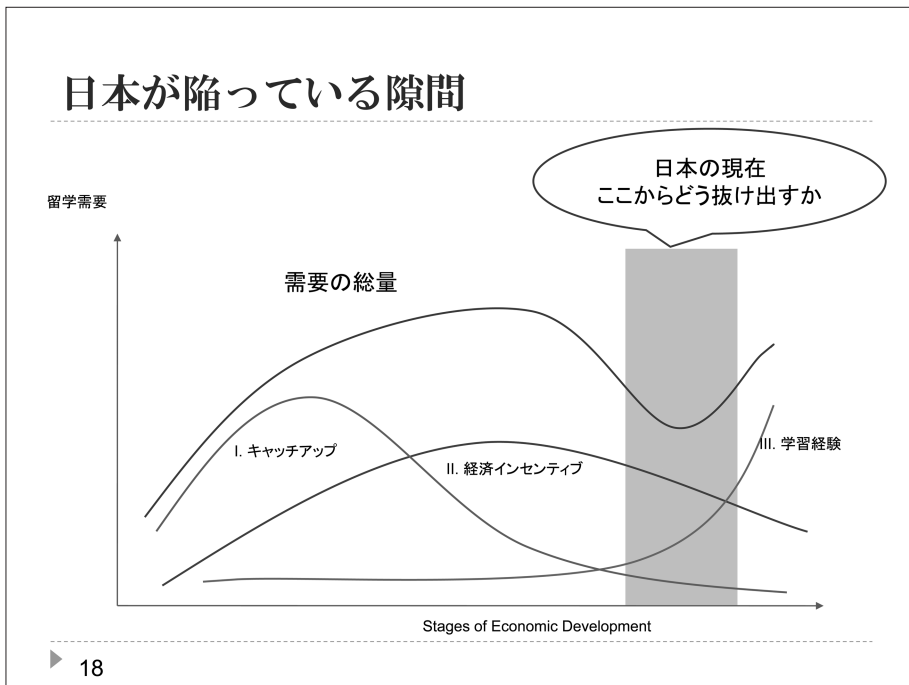 日本が陥っている隙間
日本の現在
ここからどう抜け出すか
留学需要
需要の総量
I. キャッチアップ
II. 経済インセンティブ
III. 学習経験
Stages of Economic Development
18